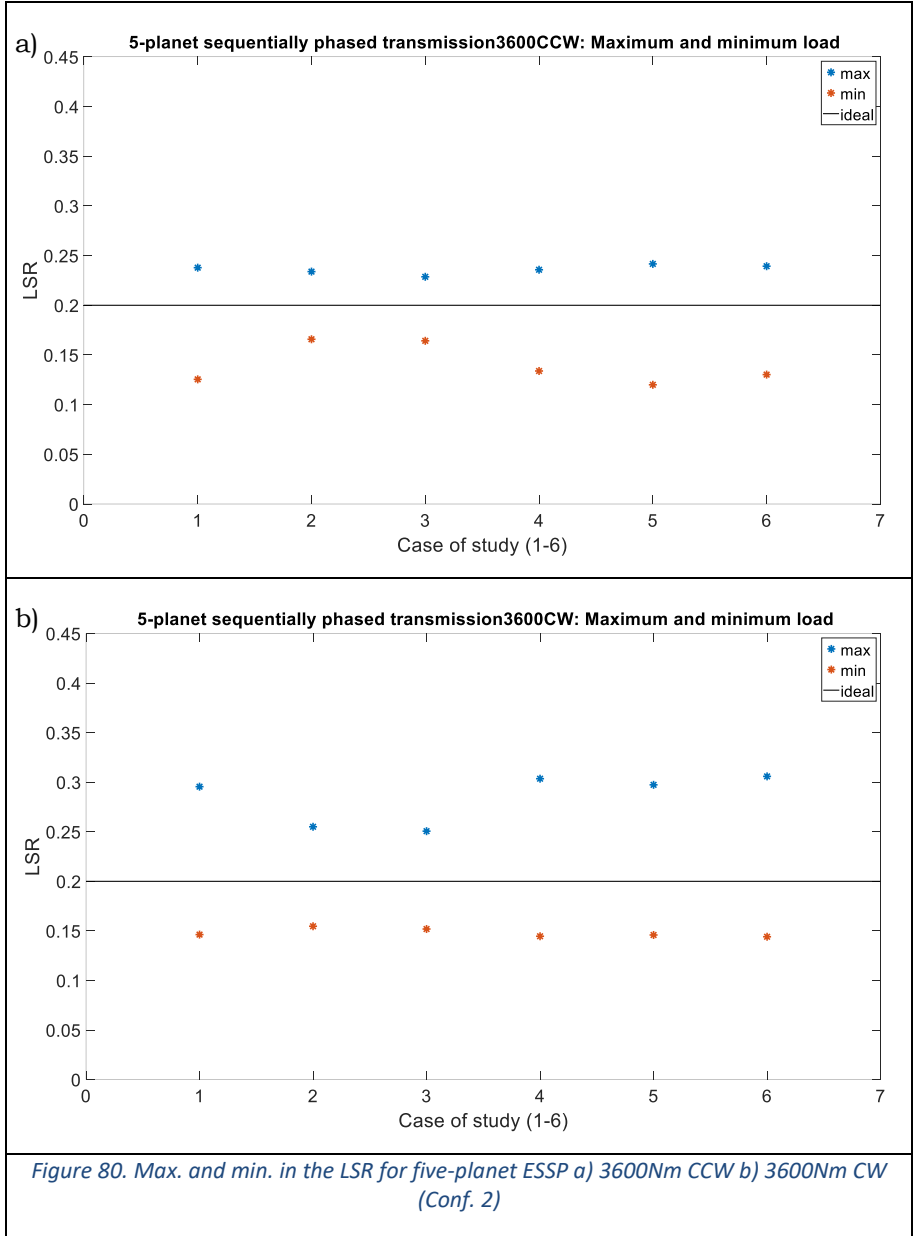 a)
5-planet sequentially phased transmission3600CCW: Maximum and minimum load
0.45
0.4
0.35
0.3
0.25
0.2
0.15
0.1
0.05
0
LSR
max
min
ideal
0 1 2 3 4 5 6 7
Case of study (1-6)
b)
5-planet sequentially phased transmission3600CW: Maximum and minimum load
0.45
0.4
0.35
0.3
0.25
0.2
0.15
0.1
0.05
0
LSR
max
min
ideal
0 1 2 3 4 5 6 7
Case of study (1-6)
Figure 80. Max. and min. in the LSR for five-planet ESSP a) 3600Nm CCW b) 3600Nm CW
(Conf. 2)